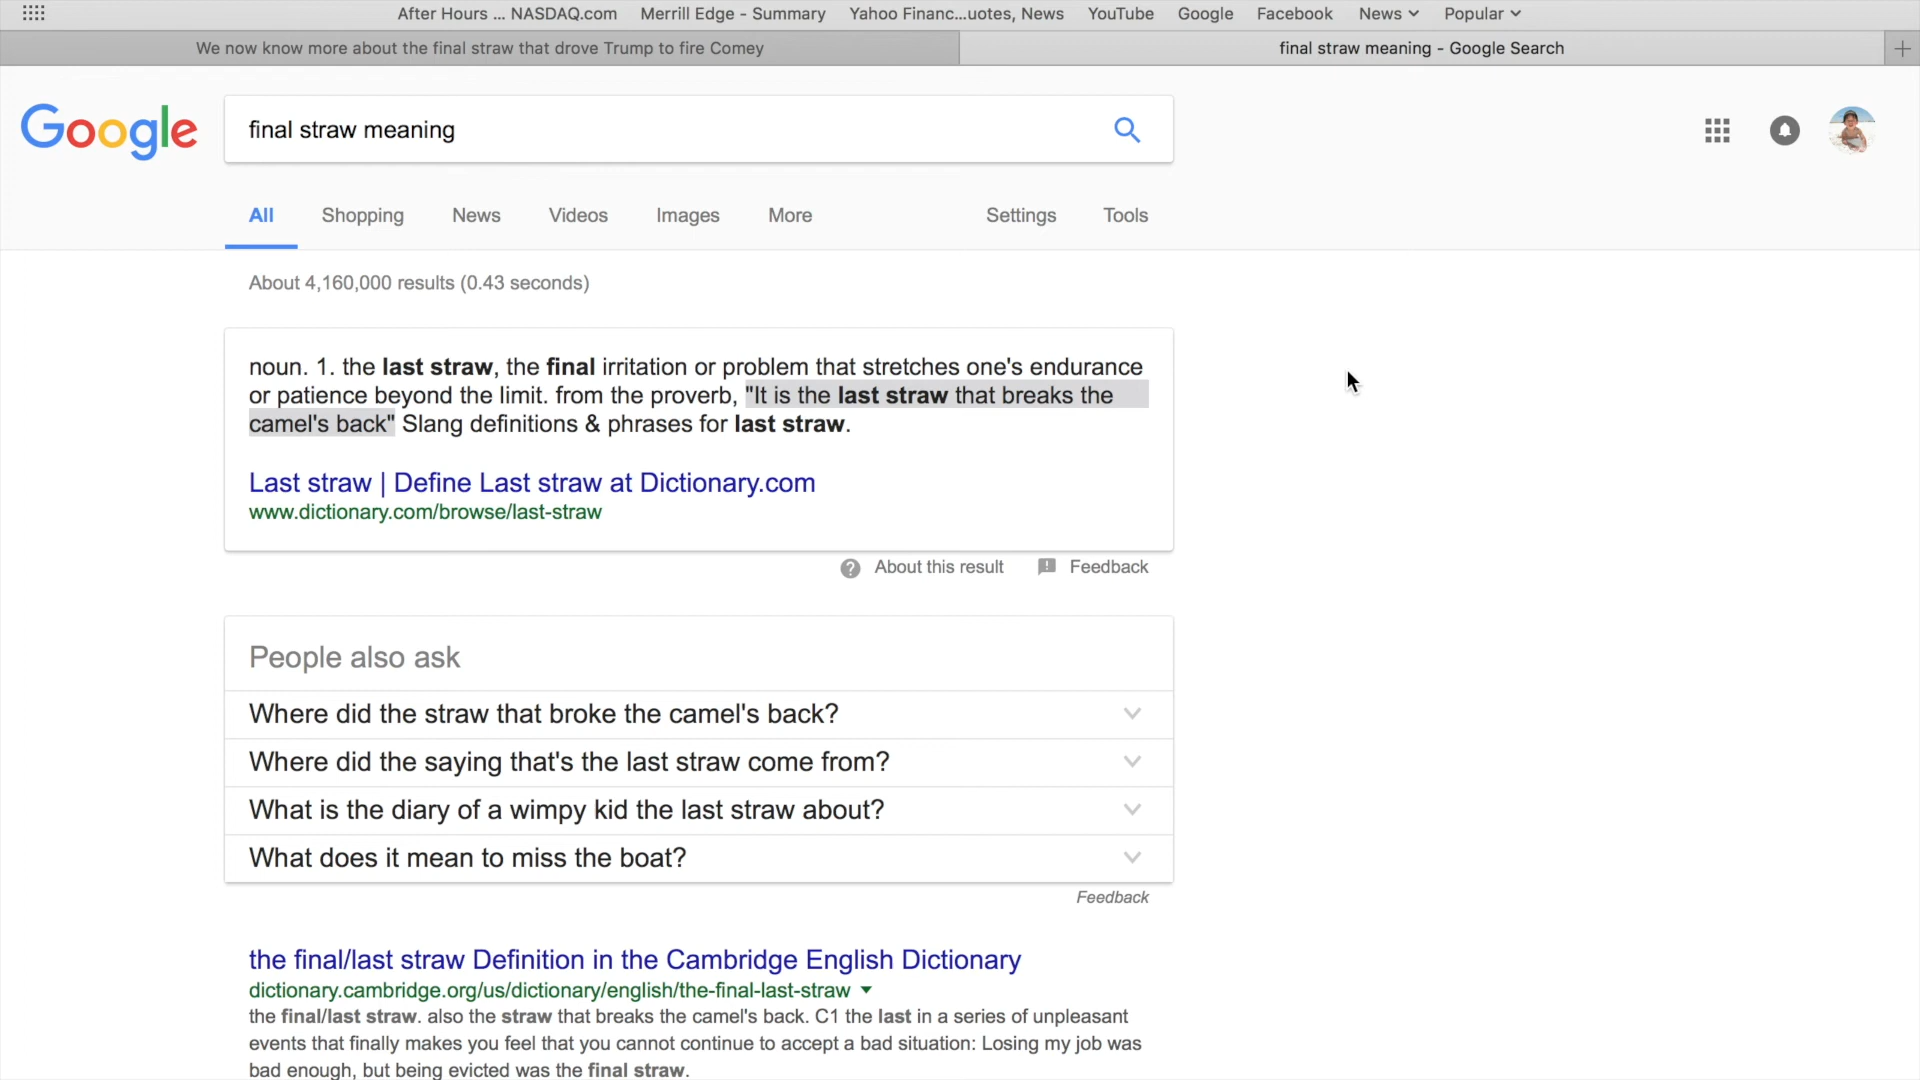 After Hours ... NASDAQ.com Merrill Edge - Summary Yahoo Financ...uotes, News YouTube Google Facebook News Popular
We now know more about the final straw that drove Trump to fire Comey final straw meaning - Google Search
Google final straw meaning
All Shopping News Videos Images More Settings Tools
About 4,160,000 results (0.43 seconds)
noun. 1. the last straw, the final irritation or problem that stretches one's endurance
or patience beyond the limit. from the proverb, "It is the last straw that breaks the
camel's back" Slang definitions & phrases for last straw.
Last straw | Define Last straw at Dictionary.com
www.dictionary.com/browse/last-straw
About this result Feedback
People also ask
Where did the straw that broke the camel's back?
Where did the saying that's the last straw come from?
What is the diary of a wimpy kid the last straw about?
What does it mean to miss the boat?
Feedback
the final/last straw Definition in the Cambridge English Dictionary
dictionary.cambridge.org/us/dictionary/english/the-final-last-straw
the final/last straw. also the straw that breaks the camel's back. C1 the last in a series of unpleasant
events that finally makes you feel that you cannot continue to accept a bad situation: Losing my job was
bad enough, but being evicted was the final straw.